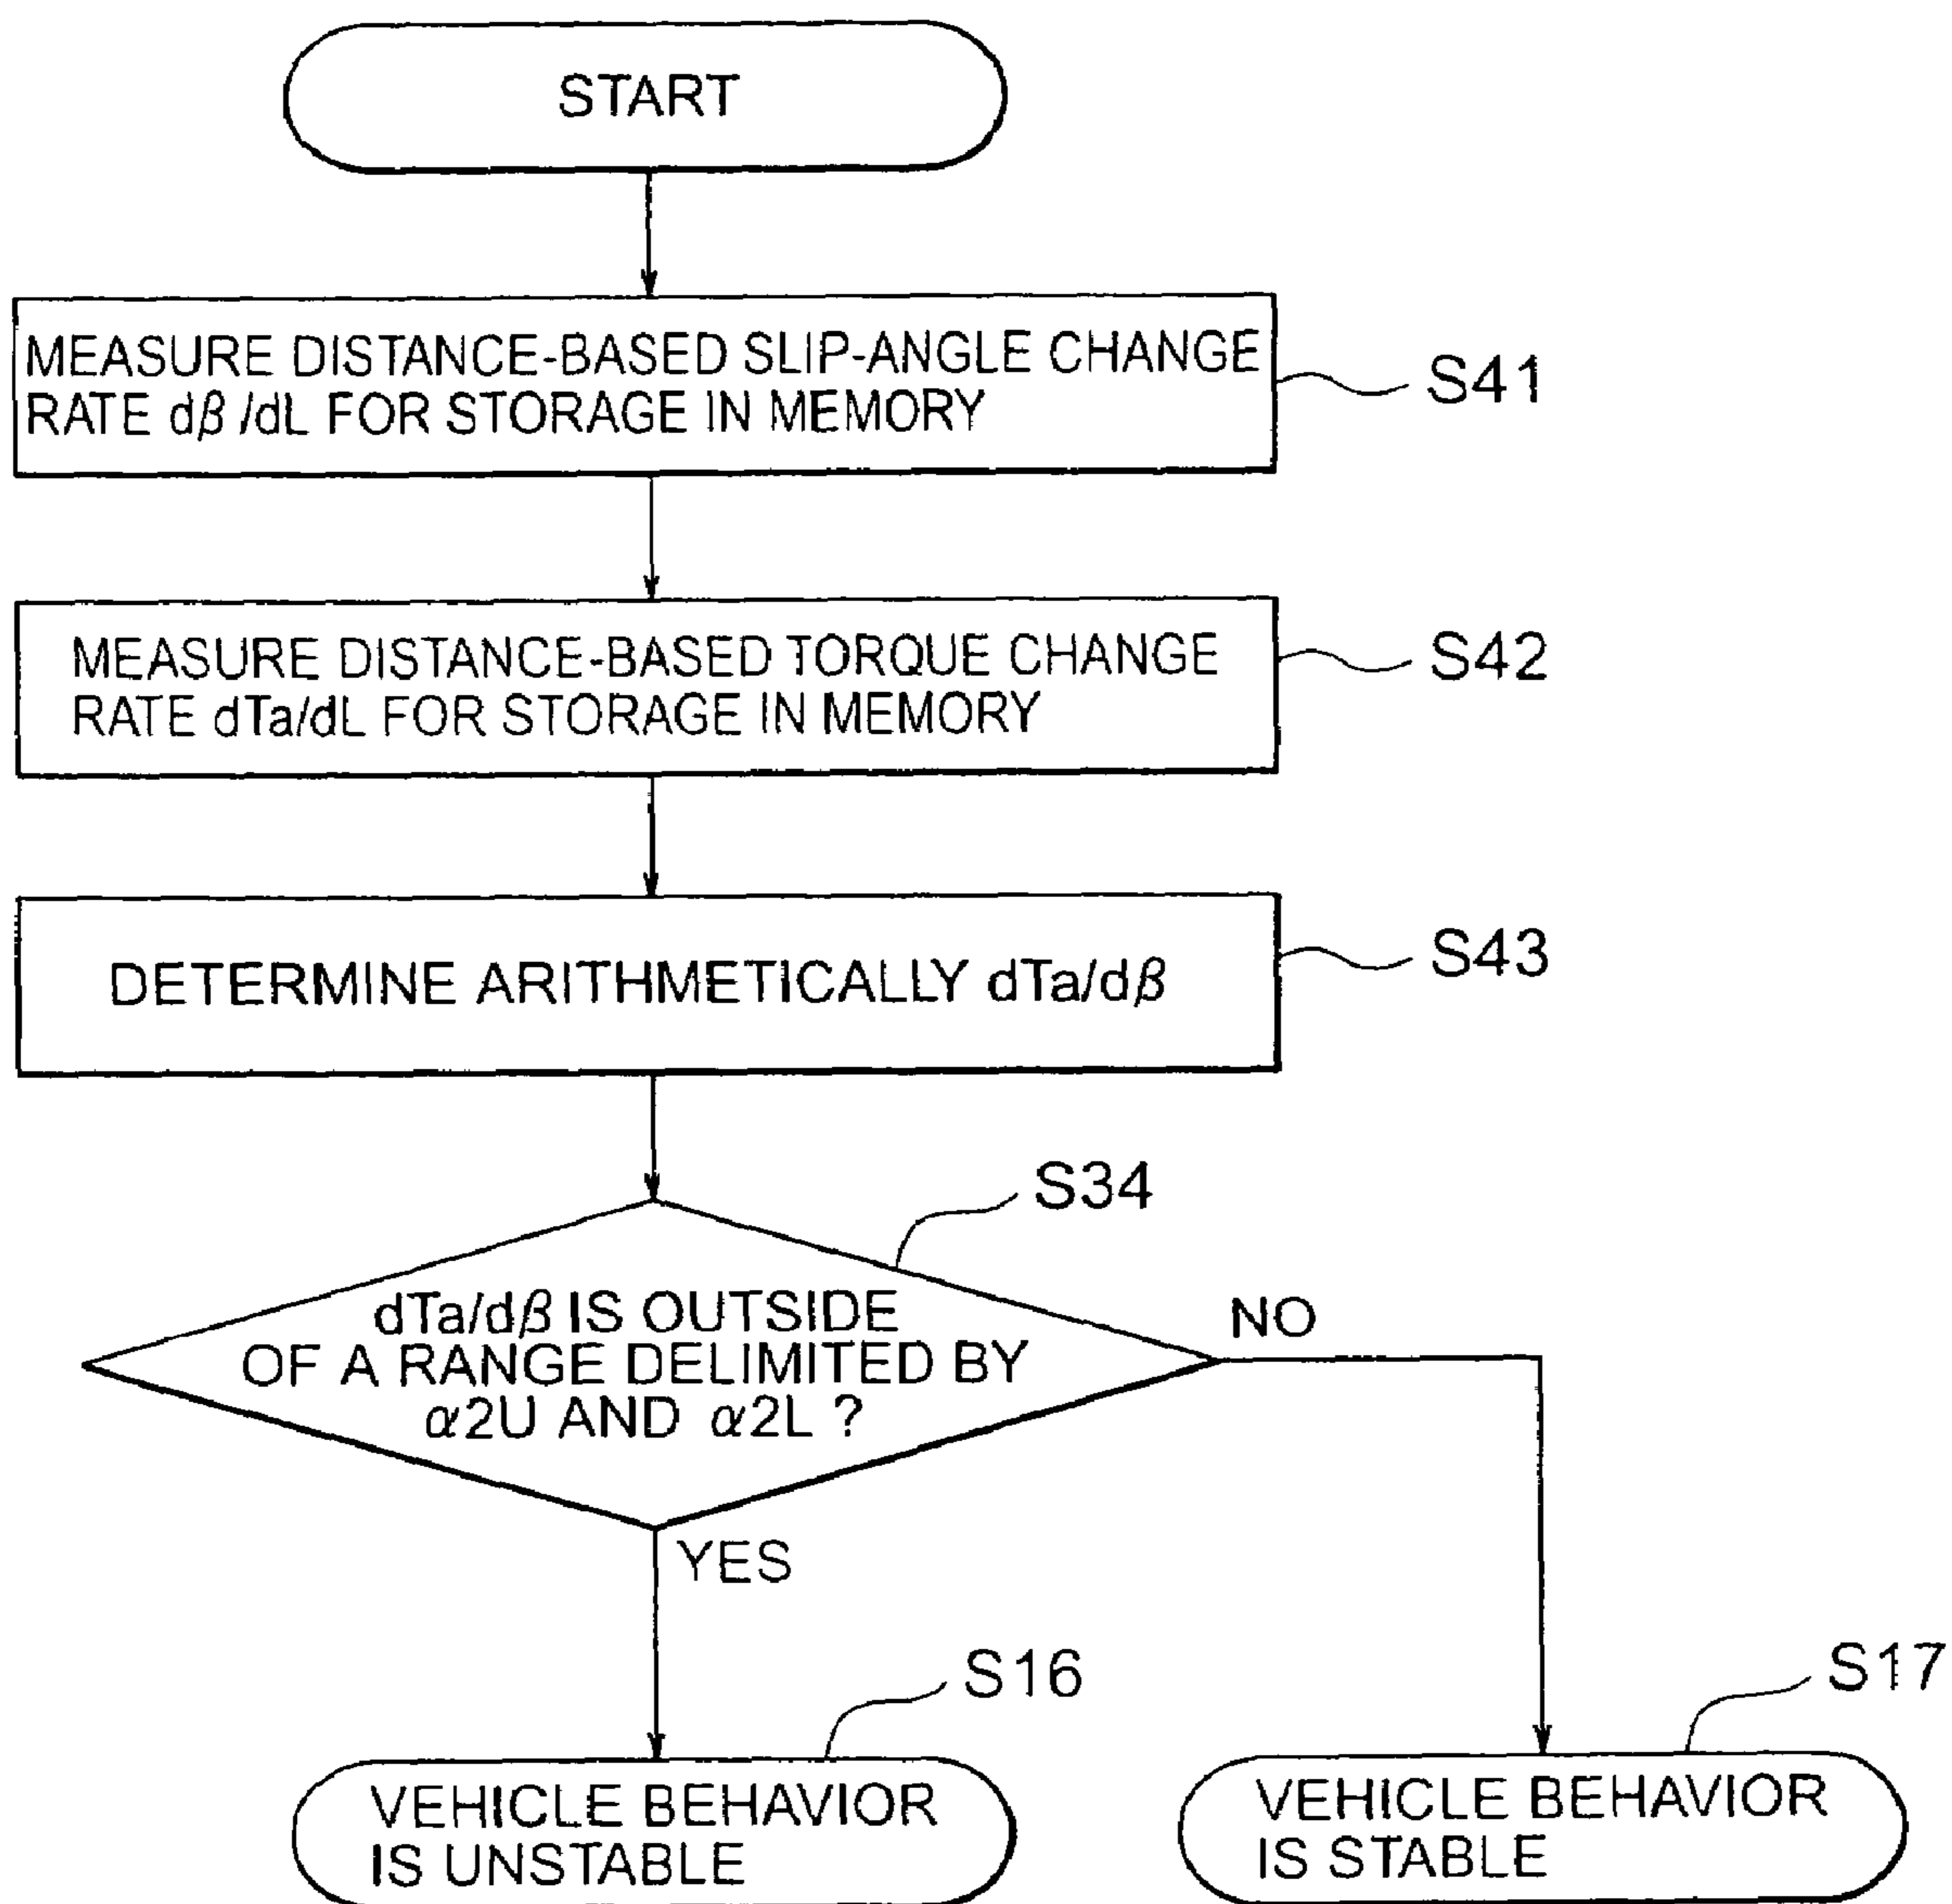 START
MEASURE DISTANCE-BASED SLIP-ANGLE CHANGE
RATE dβ/dL FOR STORAGE IN MEMORY
S41
MEASURE DISTANCE-BASED TORQUE CHANGE
RATE dTa/dL FOR STORAGE IN MEMORY
S42
DETERMINE ARITHMETICALLY dTa/dβ
S43
S34
dTa/dβ IS OUTSIDE
OF A RANGE DELIMITED BY
α2U AND α2L ?
NO
YES
S16
VEHICLE BEHAVIOR
IS UNSTABLE
S17
VEHICLE BEHAVIOR
IS STABLE